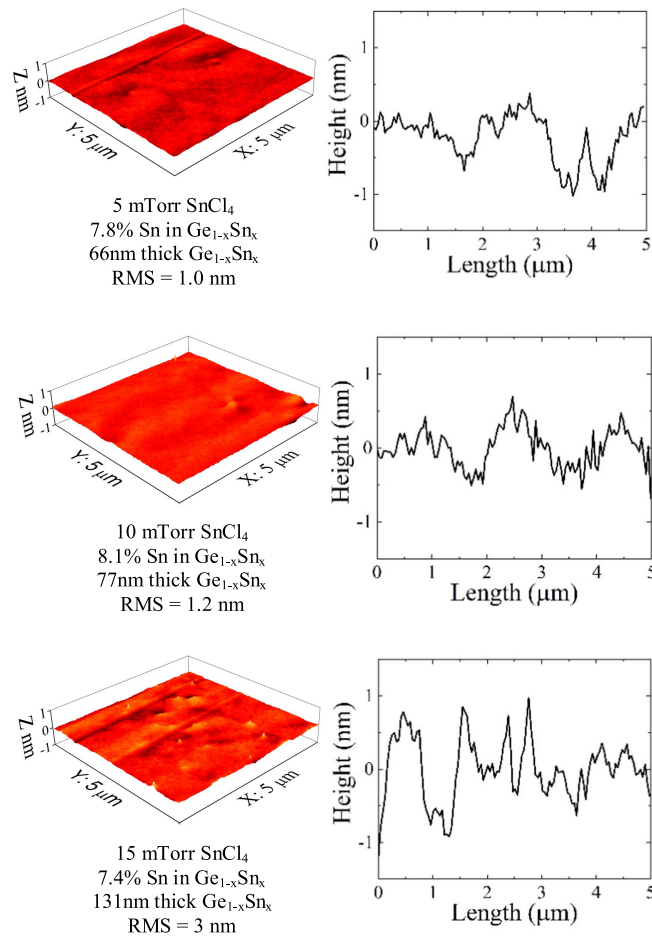 1
0
-1
Z nm
Y: 5 μm
X: 5 μm
5 mTorr SnCl₄
7.8% Sn in Ge₁₋ₓSnₓ
66nm thick Ge₁₋ₓSnₓ
RMS = 1.0 nm
1
0
-1
Height (nm)
0 1 2 3 4 5
Length (μm)
1
0
-1
Z nm
Y: 5 μm
X: 5 μm
10 mTorr SnCl₄
8.1% Sn in Ge₁₋ₓSnₓ
77nm thick Ge₁₋ₓSnₓ
RMS = 1.2 nm
1
0
-1
Height (nm)
0 1 2 3 4 5
Length (μm)
1
0
-1
Z nm
Y: 5 μm
X: 5 μm
15 mTorr SnCl₄
7.4% Sn in Ge₁₋ₓSnₓ
131nm thick Ge₁₋ₓSnₓ
RMS = 3 nm
1
0
-1
Height (nm)
0 1 2 3 4 5
Length (μm)